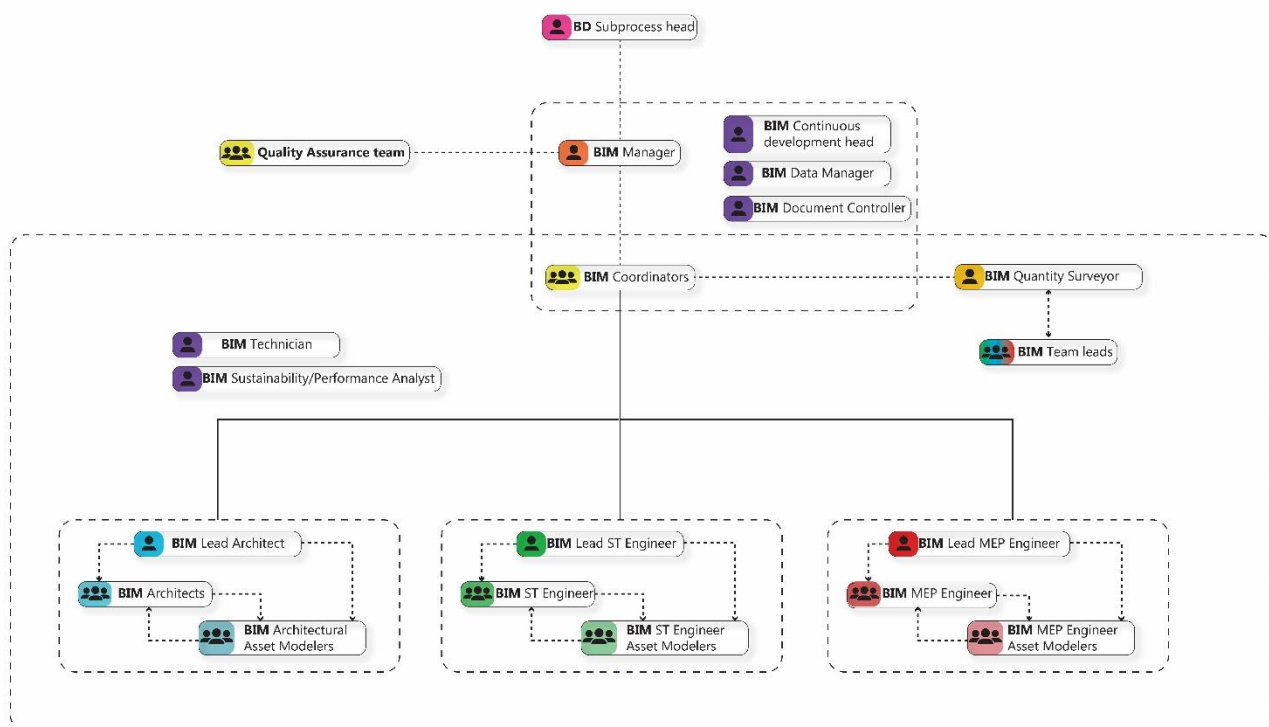 BD Subprocess head
Quality Assurance team
BIM Manager
BIM Continuous
development head
BIM Data Manager
BIM Document Controller
BIM Coordinators
BIM Quantity Surveyor
BIM Technician
BIM Team leads
BIM Sustainability/Performance Analyst
BIM Lead Architect
BIM Architects
BIM Architectural
Asset Modelers
BIM Lead ST Engineer
BIM ST Engineer
BIM ST Engineer
Asset Modelers
BIM Lead MEP Engineer
BIM MEP Engineer
BIM MEP Engineer
Asset Modelers